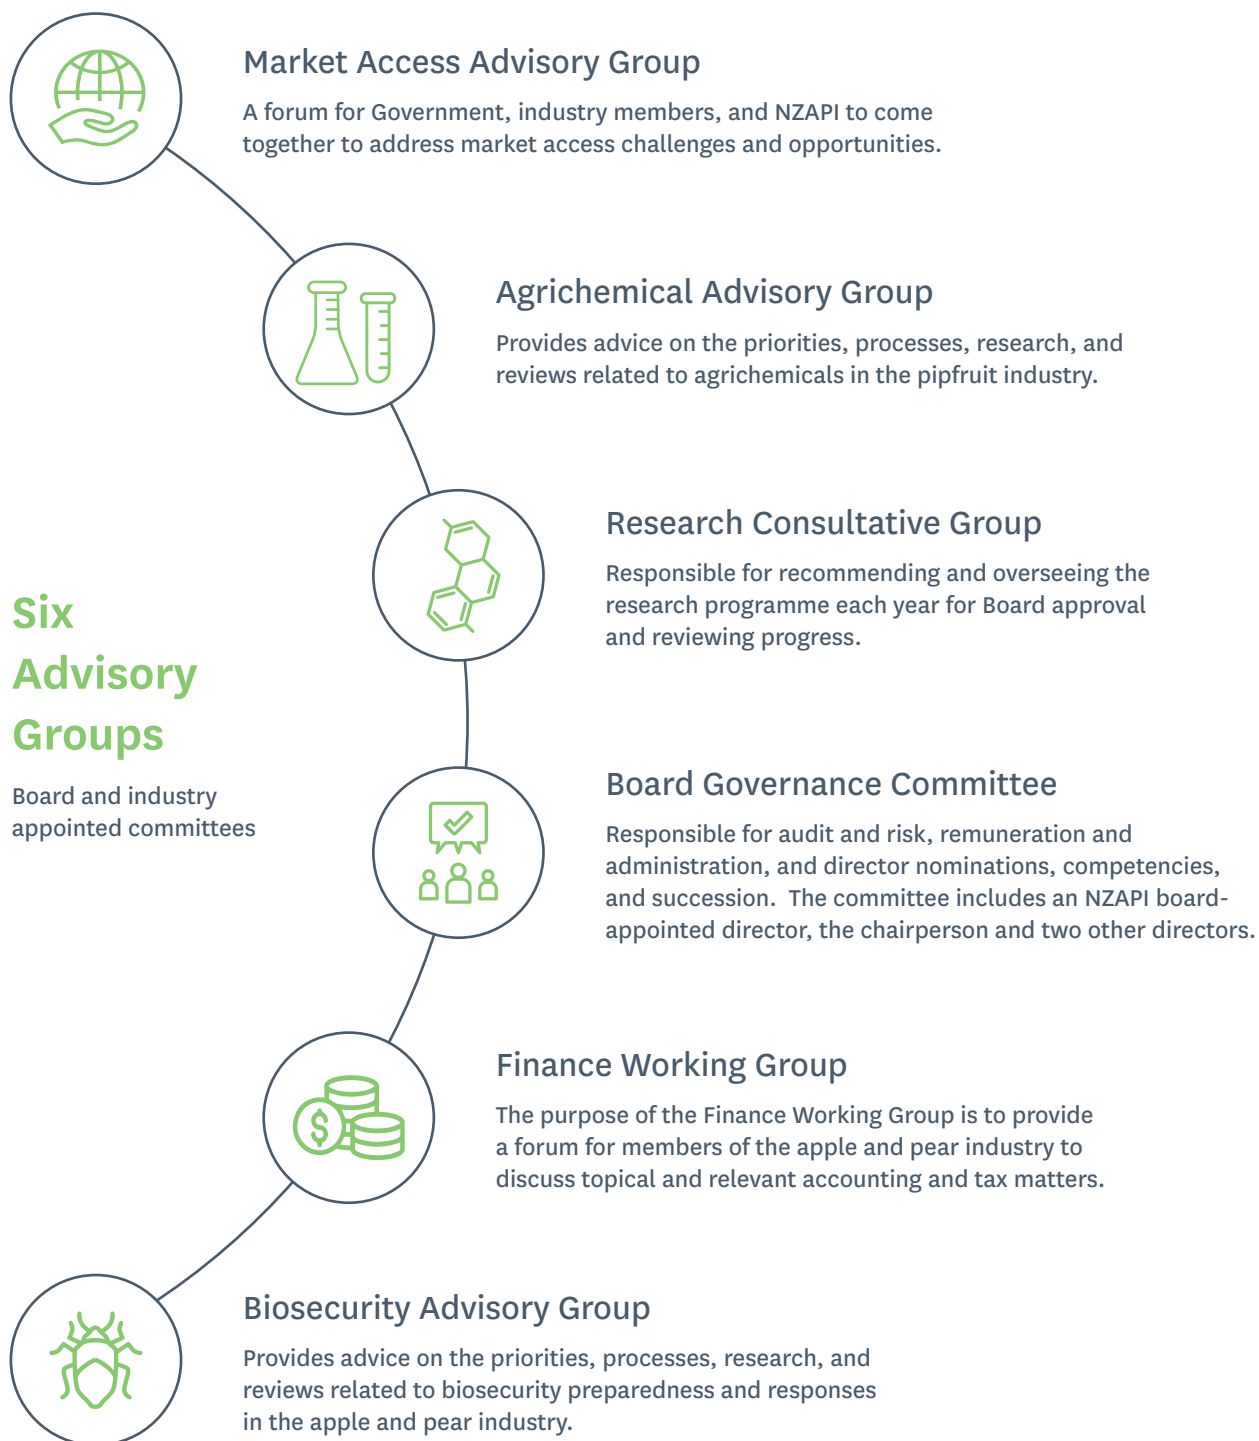 Market Access Advisory Group
A forum for Government, industry members, and NZAPI to come
together to address market access challenges and opportunities.
Agrichemical Advisory Group
Provides advice on the priorities, processes, research, and
reviews related to agrichemicals in the pipfruit industry.
Research Consultative Group
Responsible for recommending and overseeing the
research programme each year for Board approval
and reviewing progress.
Six
Advisory
Groups
Board and industry
appointed committees
Board Governance Committee
Responsible for audit and risk, remuneration and
administration, and director nominations, competencies,
and succession.  The committee includes an NZAPI board-
appointed director, the chairperson and two other directors.
Finance Working Group
The purpose of the Finance Working Group is to provide
a forum for members of the apple and pear industry to
discuss topical and relevant accounting and tax matters.
$
Biosecurity Advisory Group
Provides advice on the priorities, processes, research, and
reviews related to biosecurity preparedness and responses
in the apple and pear industry.